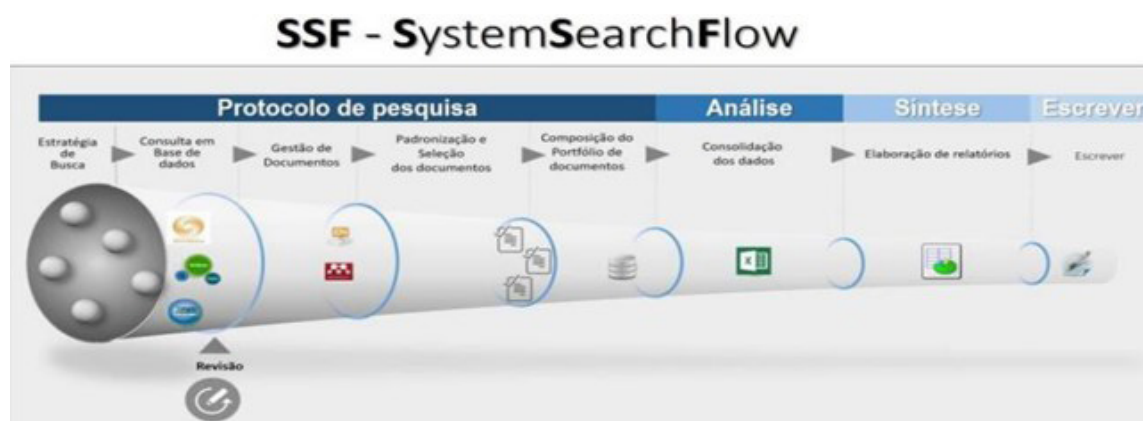 SSF - SystemSearchFlow
Protocolo de pesquisa
Análise
Síntese
Escrever
Estratégia
de
Busca
Consulta em
Base de
dados
Gestão de
Documentos
Padronização e
Seleção
dos documentos
Composição do
Portfólio de
documentos
Consolidação
dos dados
Elaboração de relatórios
Escrever
Revisão